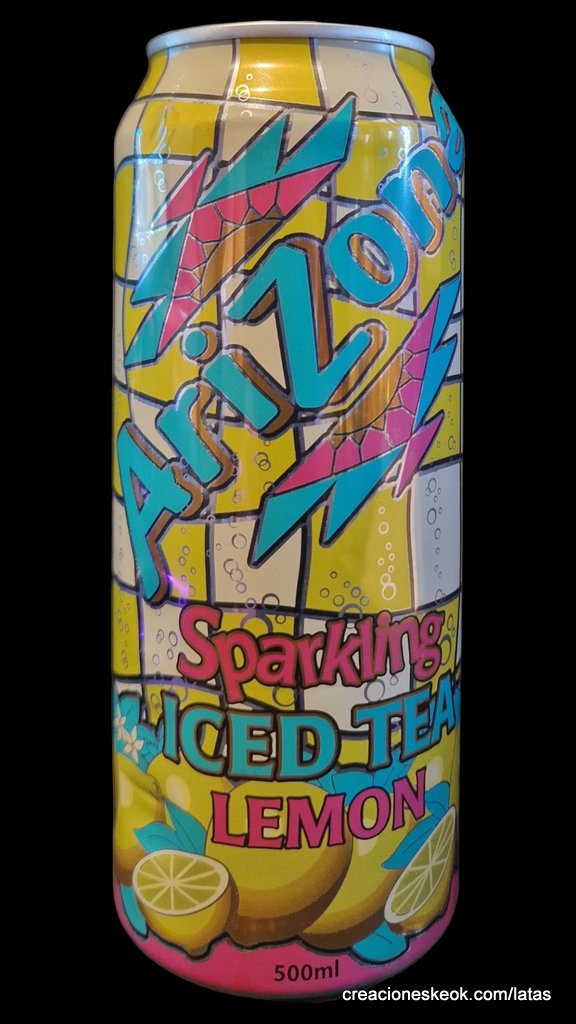 AriZona
Sparkling
ICED TEA
LEMON
500ml
creacioneskeok.com/latas